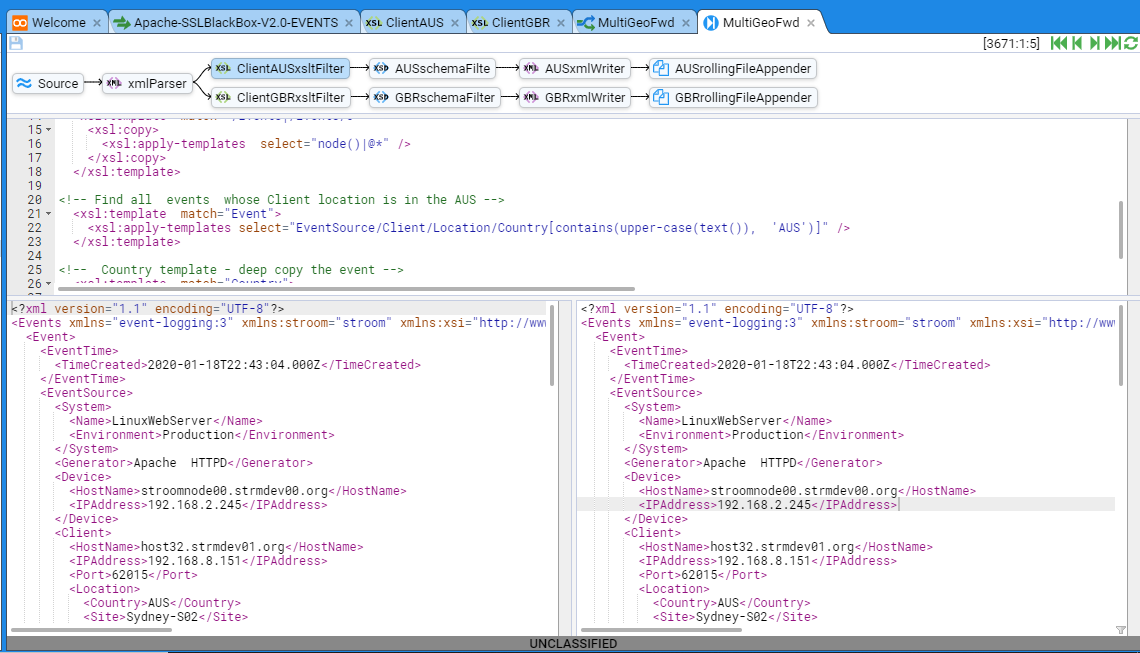 Welcome
Apache-SSLBlackBox-V2.0-EVENTS
XSL ClientAUS
XSL ClientGBR
MultiGeoFwd
MultiGeoFwd
[3671:1:5]
Source
XML xmlParser
XSL ClientAUSxsltFilter
XSD AUSschemaFilte
XML AUSxmlWriter
AUSrollingFileAppender
XSL ClientGBRxsltFilter
XSD GBRschemaFilter
XML GBRxmlWriter
GBRrollingFileAppender
15 <xsl:copy>
16 <xsl:apply-templates  select="node()|@*" />
17 </xsl:copy>
18 </xsl:template>
19
20 <!-- Find all  events  whose Client location is in the AUS -->
21 <xsl:template  match="Event">
22 <xsl:apply-templates select="EventSource/Client/Location/Country[contains(upper-case(text()),  'AUS')]" />
23 </xsl:template>
24
25 <!--  Country template - deep copy the event -->
26 <xsl:template  match="Country">
<?xml version="1.1" encoding="UTF-8"?>
<Events xmlns="event-logging:3" xmlns:stroom="stroom" xmlns:xsi="http://ww
<Event>
<EventTime>
<TimeCreated>2020-01-18T22:43:04.000Z</TimeCreated>
</EventTime>
<EventSource>
<System>
<Name>LinuxWebServer</Name>
<Environment>Production</Environment>
</System>
<Generator>Apache  HTTPD</Generator>
<Device>
<HostName>stroomnode00.strmdev00.org</HostName>
<IPAddress>192.168.2.245</IPAddress>
</Device>
<Client>
<HostName>host32.strmdev01.org</HostName>
<IPAddress>192.168.8.151</IPAddress>
<Port>62015</Port>
<Location>
<Country>AUS</Country>
<Site>Sydney-S02</Site>
<?xml version="1.1" encoding="UTF-8"?>
<Events xmlns="event-logging:3" xmlns:stroom="stroom" xmlns:xsi="http://ww
<Event>
<EventTime>
<TimeCreated>2020-01-18T22:43:04.000Z</TimeCreated>
</EventTime>
<EventSource>
<System>
<Name>LinuxWebServer</Name>
<Environment>Production</Environment>
</System>
<Generator>Apache  HTTPD</Generator>
<Device>
<HostName>stroomnode00.strmdev00.org</HostName>
<IPAddress>192.168.2.245</IPAddress>
</Device>
<Client>
<HostName>host32.strmdev01.org</HostName>
<IPAddress>192.168.8.151</IPAddress>
<Port>62015</Port>
<Location>
<Country>AUS</Country>
<Site>Sydney-S02</Site>
UNCLASSIFIED